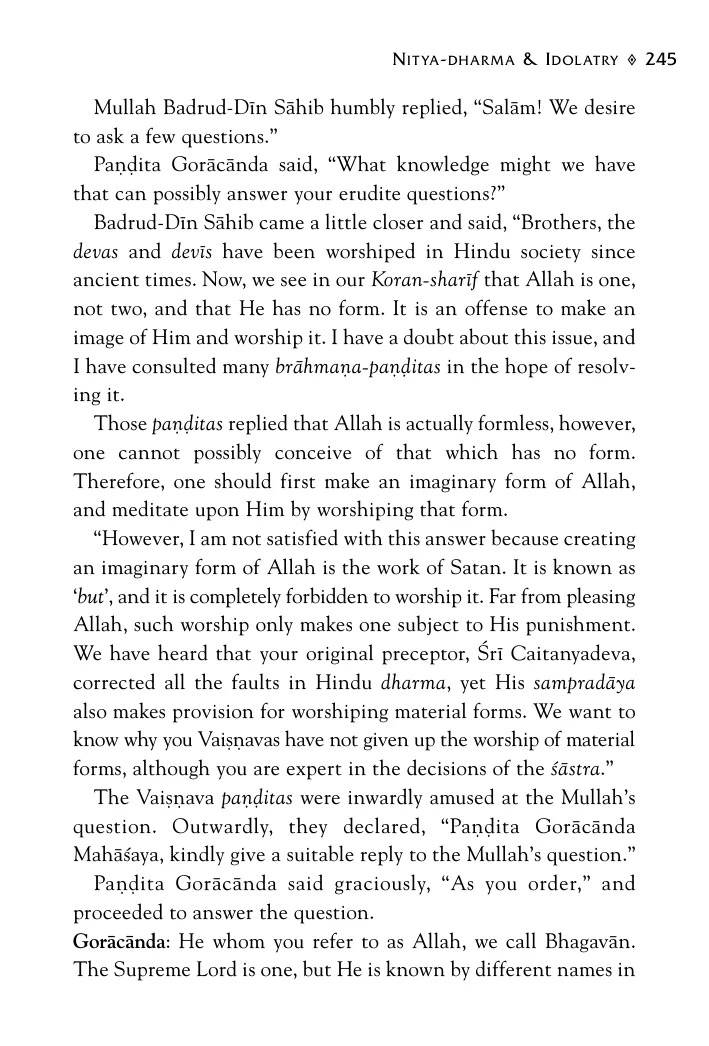 Nitya-dharma & Idolatry ◊ 245
Mullah Badrud-Dīn Sāhib humbly replied, “Salām! We desire
to ask a few questions.”
Paṇḍita Gorācānda said, “What knowledge might we have
that can possibly answer your erudite questions?”
Badrud-Dīn Sāhib came a little closer and said, “Brothers, the
devas and devīs have been worshiped in Hindu society since
ancient times. Now, we see in our Koran-sharīf that Allah is one,
not two, and that He has no form. It is an offense to make an
image of Him and worship it. I have a doubt about this issue, and
I have consulted many brāhmaṇa-paṇḍitas in the hope of resolv-
ing it.
Those paṇḍitas replied that Allah is actually formless, however,
one cannot possibly conceive of that which has no form.
Therefore, one should first make an imaginary form of Allah,
and meditate upon Him by worshiping that form.
“However, I am not satisfied with this answer because creating
an imaginary form of Allah is the work of Satan. It is known as
‘but’, and it is completely forbidden to worship it. Far from pleasing
Allah, such worship only makes one subject to His punishment.
We have heard that your original preceptor, Śrī Caitanyadeva,
corrected all the faults in Hindu dharma, yet His sampradāya
also makes provision for worshiping material forms. We want to
know why you Vaiṣṇavas have not given up the worship of material
forms, although you are expert in the decisions of the śāstra.”
The Vaiṣṇava paṇḍitas were inwardly amused at the Mullah’s
question. Outwardly, they declared, “Paṇḍita Gorācānda
Mahāśaya, kindly give a suitable reply to the Mullah’s question.”
Paṇḍita Gorācānda said graciously, “As you order,” and
proceeded to answer the question.
Gorācānda: He whom you refer to as Allah, we call Bhagavān.
The Supreme Lord is one, but He is known by different names in